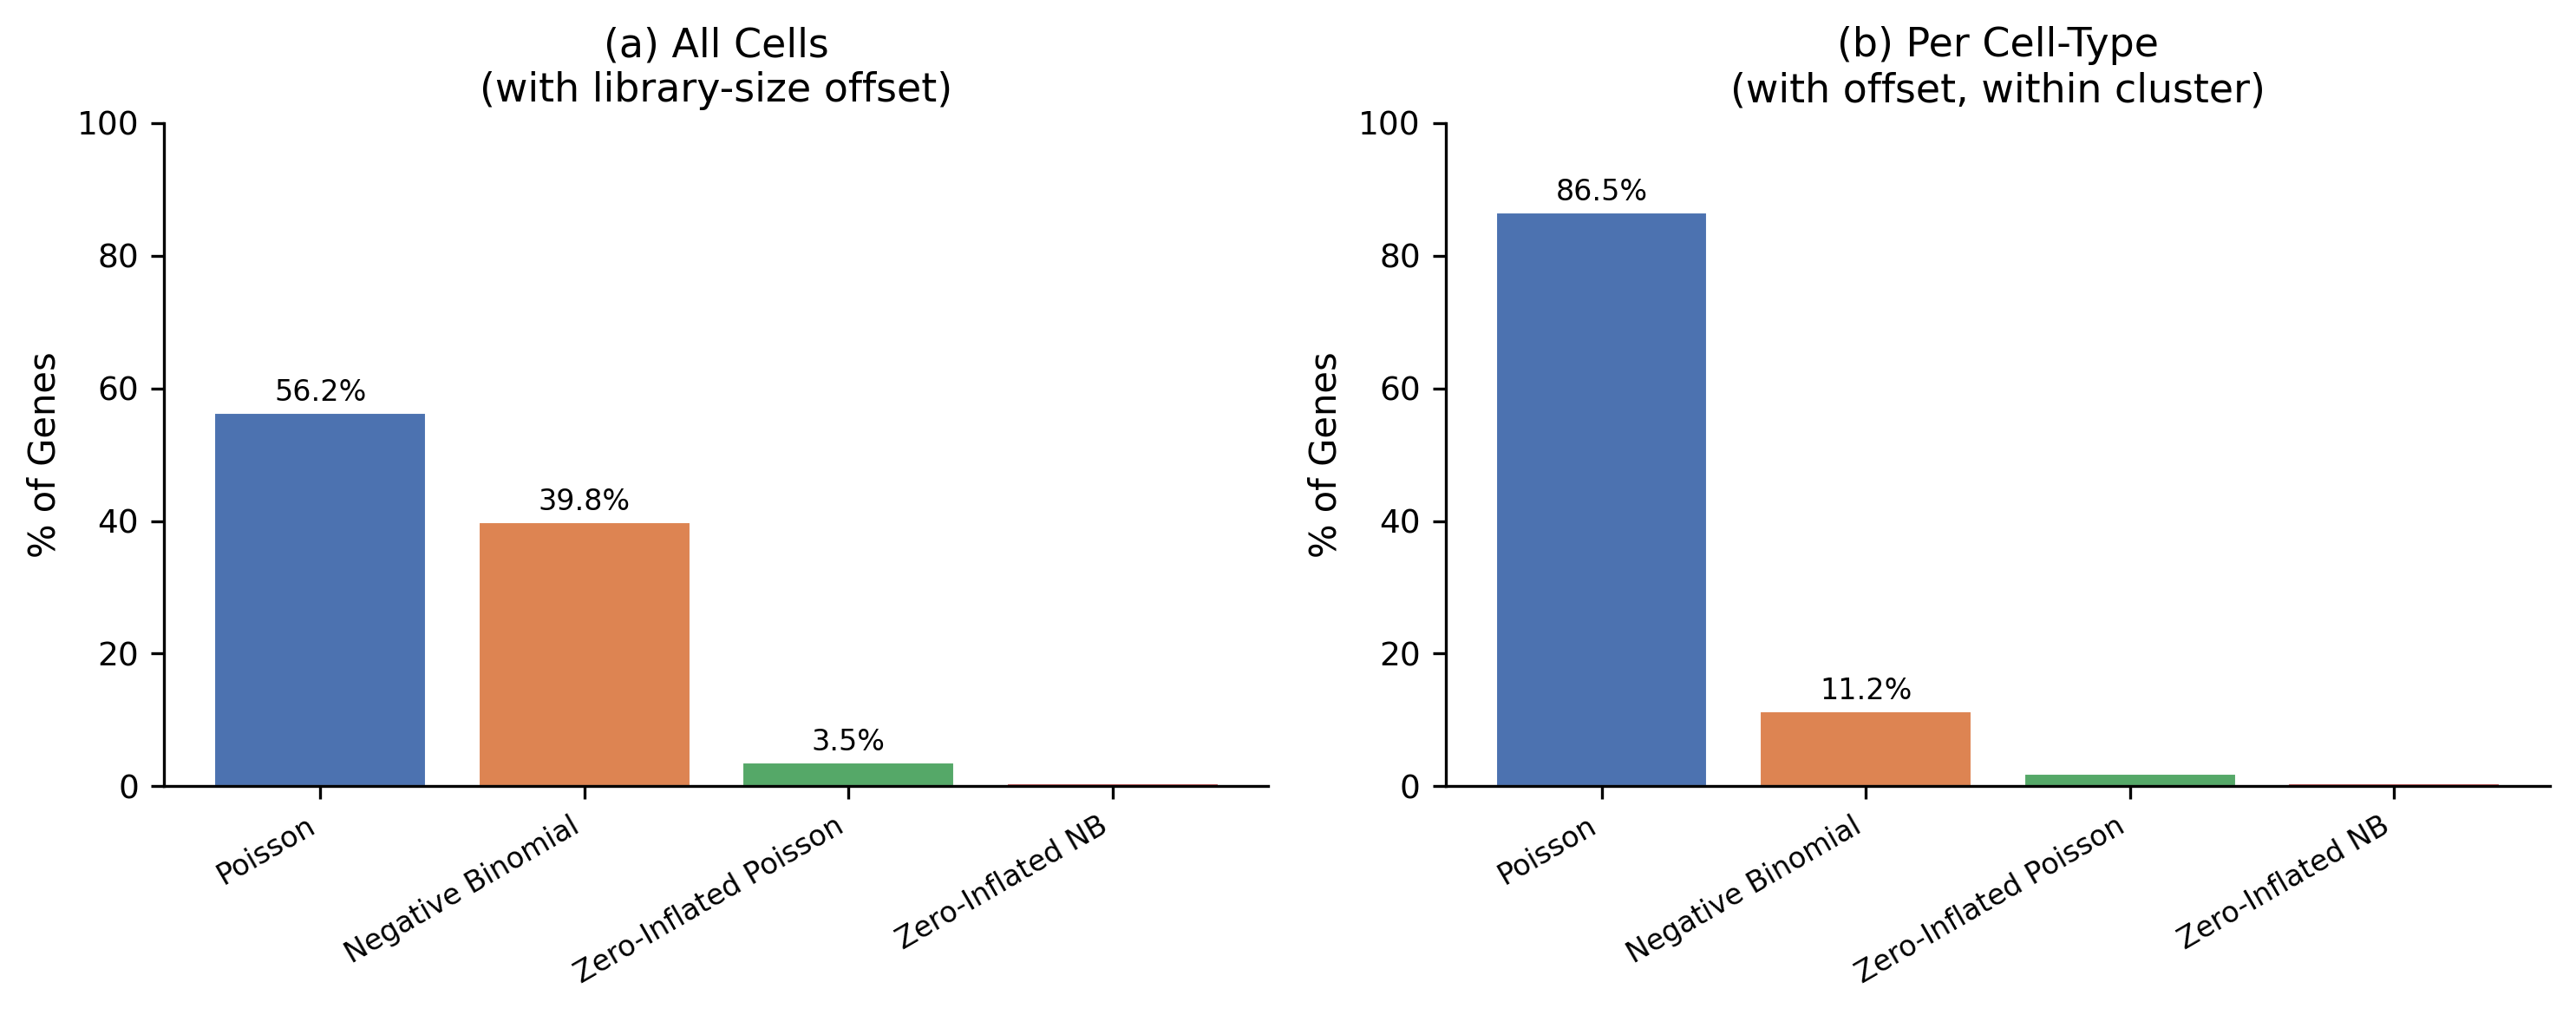 (a) All Cells
(with library-size offset)
% of Genes
100
80
60
40
20
0
56.2%
39.8%
3.5%
Poisson
Negative Binomial
Zero-Inflated Poisson
Zero-Inflated NB
(b) Per Cell-Type
(with offset, within cluster)
% of Genes
100
80
60
40
20
0
86.5%
11.2%
Poisson
Negative Binomial
Zero-Inflated Poisson
Zero-Inflated NB